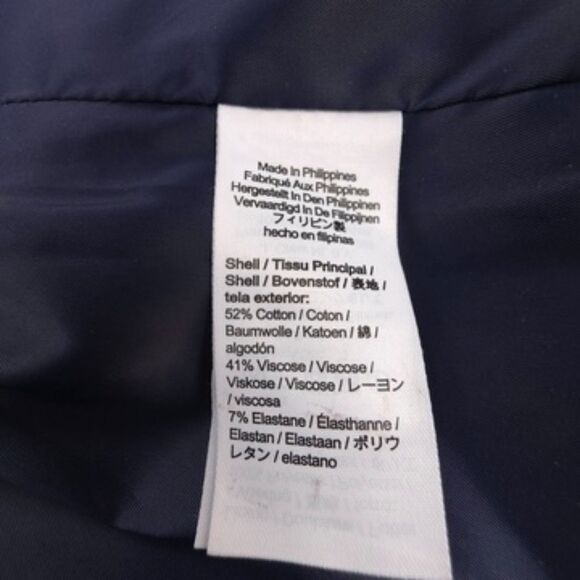 Made In Philippines
Fabriqué Aux Philippines
Hergestellt In Den Philippinen
Vervaardigd In De Filippijnen
フィリピン製
hecho en filipinas
Shell / Tissu Principal /
Shell / Bovenstof / 表地 /
tela exterior:
52% Cotton / Coton /
Baumwolle / Katoen / 綿 /
algodón
41% Viscose / Viscose /
Viskose / Viscose / レーヨン
/ viscosa
7% Elastane / Élasthanne /
Elastan / Elastaan / ポリウ
レタン / elastano